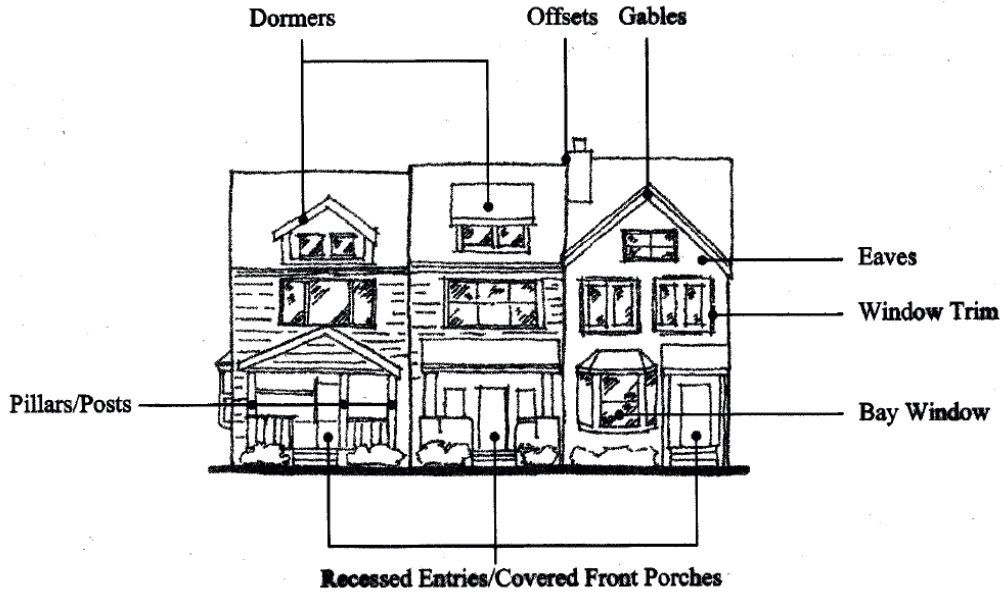 Dormers
Offsets
Gables
Eaves
Window Trim
Pillars/Posts
Bay Window
Recessed Entries/Covered Front Porches